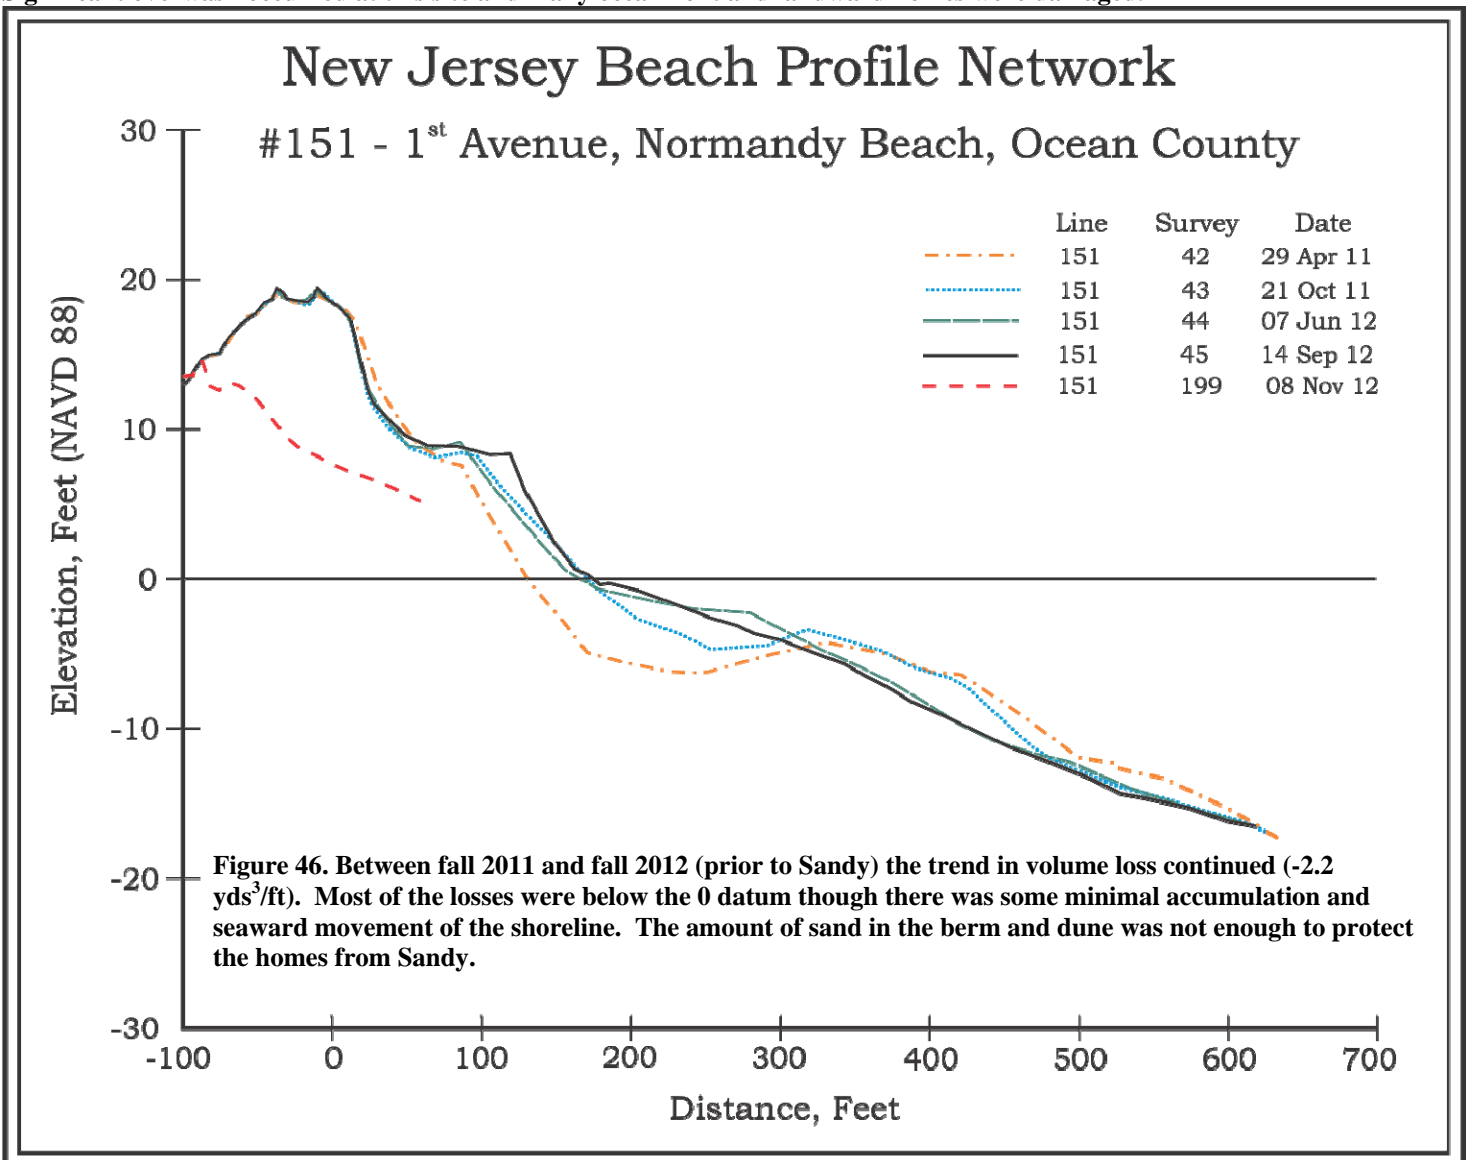 New Jersey Beach Profile Network
#151 - 1st Avenue, Normandy Beach, Ocean County
Line Survey Date
151 42 29 Apr 11
151 43 21 Oct 11
151 44 07 Jun 12
151 45 14 Sep 12
151 199 08 Nov 12
Elevation, Feet (NAVD 88)
30
20
10
0
-10
-20
-30
Figure 46. Between fall 2011 and fall 2012 (prior to Sandy) the trend in volume loss continued (-2.2
yds³/ft). Most of the losses were below the 0 datum though there was some minimal accumulation and
seaward movement of the shoreline. The amount of sand in the berm and dune was not enough to protect
the homes from Sandy.
-100 0 100 200 300 400 500 600 700
Distance, Feet